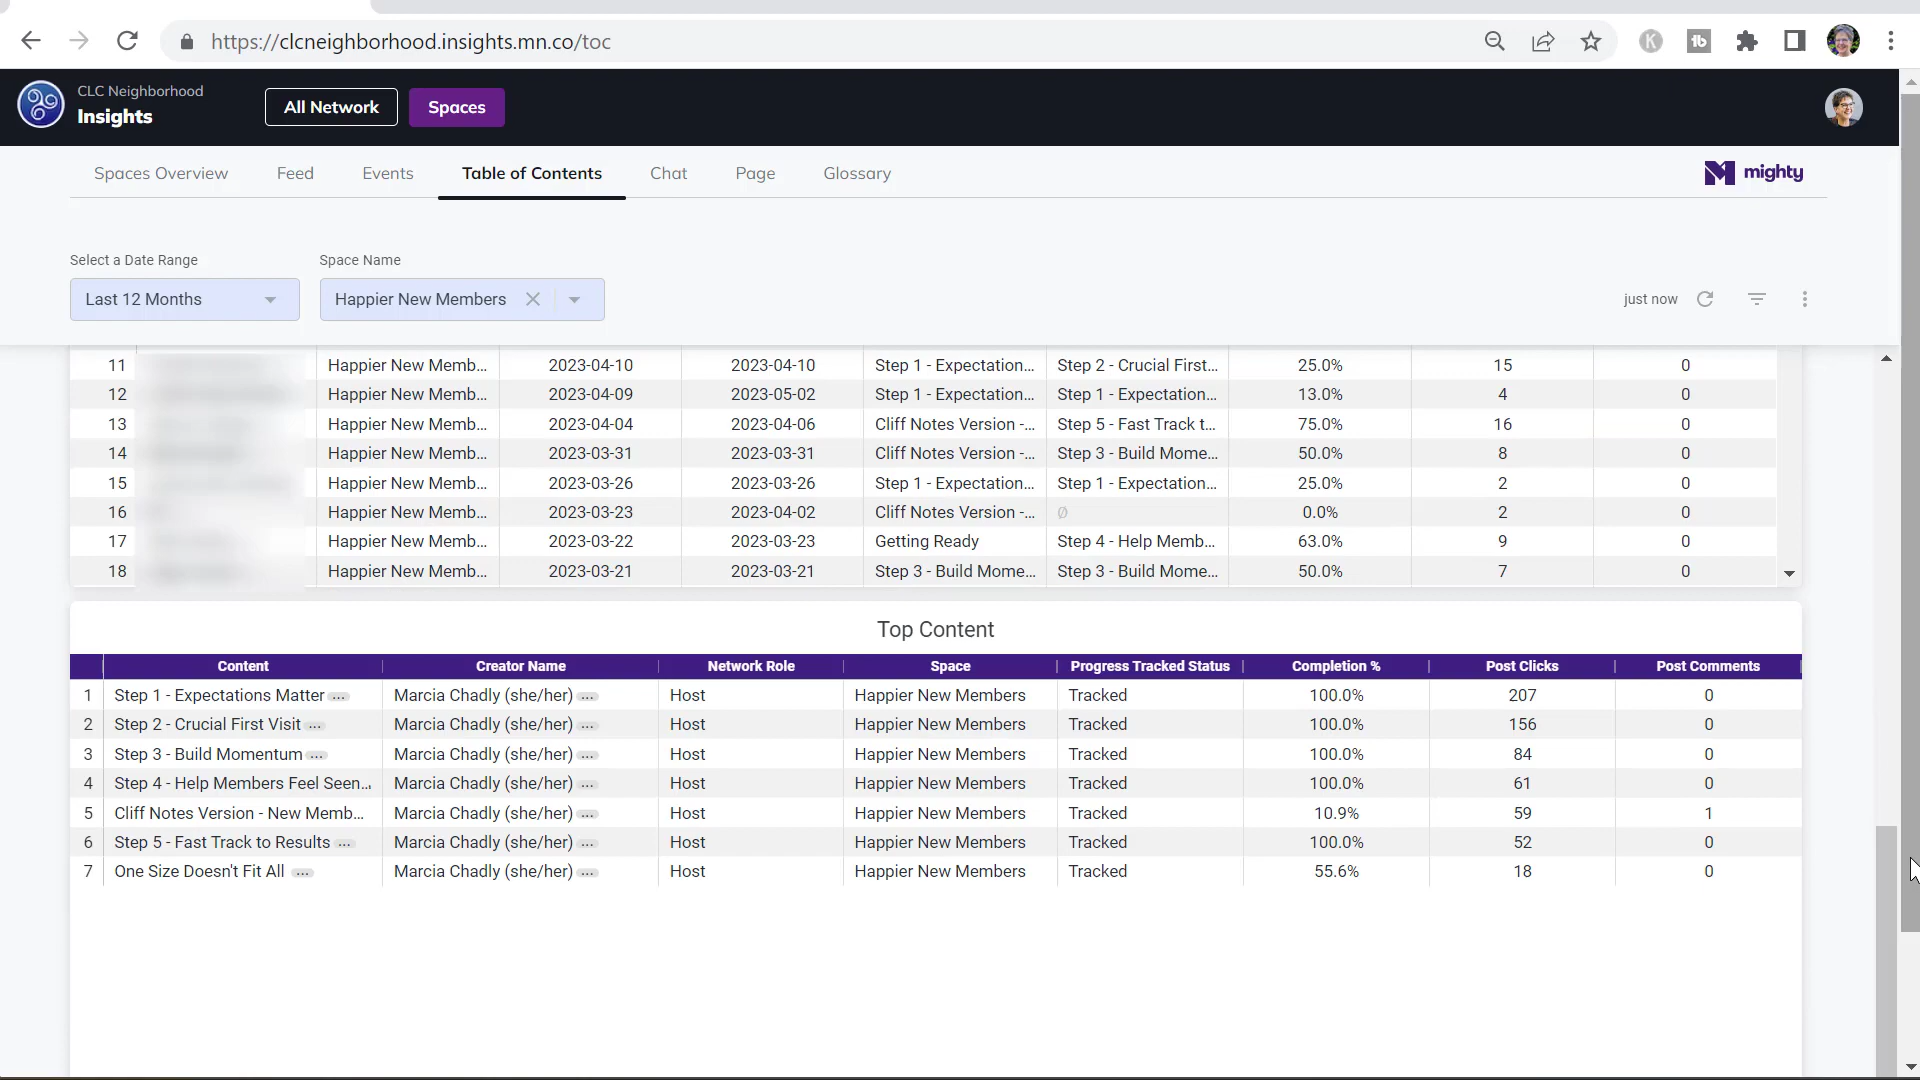 https://clcneighborhood.insights.mn.co/toc
CLC Neighborhood
Insights
All Network
Spaces
Spaces Overview Feed Events Table of Contents Chat Page Glossary
mighty
Select a Date Range Space Name
Last 12 Months Happier New Members just now
11 Happier New Memb... 2023-04-10 2023-04-10 Step 1 - Expectation... Step 2 - Crucial First... 25.0% 15 0
12 Happier New Memb... 2023-04-09 2023-05-02 Step 1 - Expectation... Step 1 - Expectation... 13.0% 4 0
13 Happier New Memb... 2023-04-04 2023-04-06 Cliff Notes Version -... Step 5 - Fast Track t... 75.0% 16 0
14 Happier New Memb... 2023-03-31 2023-03-31 Cliff Notes Version -... Step 3 - Build Mome... 50.0% 8 0
15 Happier New Memb... 2023-03-26 2023-03-26 Step 1 - Expectation... Step 1 - Expectation... 25.0% 2 0
16 Happier New Memb... 2023-03-23 2023-04-02 Cliff Notes Version -... Ø 0.0% 2 0
17 Happier New Memb... 2023-03-22 2023-03-23 Getting Ready Step 4 - Help Memb... 63.0% 9 0
18 Happier New Memb... 2023-03-21 2023-03-21 Step 3 - Build Mome... Step 3 - Build Mome... 50.0% 7 0
Top Content
Content Creator Name Network Role Space Progress Tracked Status Completion % Post Clicks Post Comments
1 Step 1 - Expectations Matter ... Marcia Chadly (she/her) ... Host Happier New Members Tracked 100.0% 207 0
2 Step 2 - Crucial First Visit ... Marcia Chadly (she/her) ... Host Happier New Members Tracked 100.0% 156 0
3 Step 3 - Build Momentum ... Marcia Chadly (she/her) ... Host Happier New Members Tracked 100.0% 84 0
4 Step 4 - Help Members Feel Seen... Marcia Chadly (she/her) ... Host Happier New Members Tracked 100.0% 61 0
5 Cliff Notes Version - New Memb... Marcia Chadly (she/her) ... Host Happier New Members Tracked 10.9% 59 1
6 Step 5 - Fast Track to Results ... Marcia Chadly (she/her) ... Host Happier New Members Tracked 100.0% 52 0
7 One Size Doesn't Fit All ... Marcia Chadly (she/her) ... Host Happier New Members Tracked 55.6% 18 0